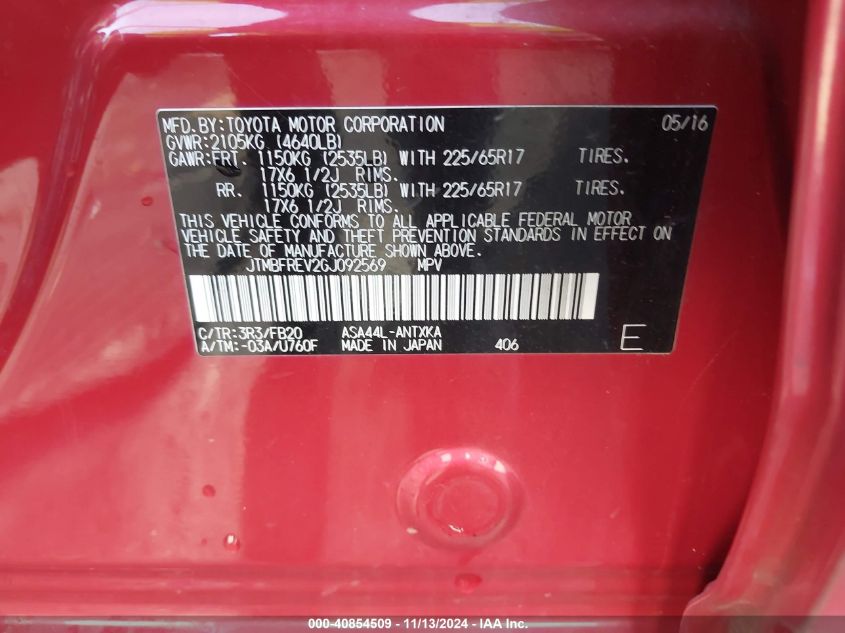 MFD.BY:TOYOTA MOTOR CORPORATION 05/16
GVWR:2105KG (4640LB)
GAWR:FRT. 1150KG (2535LB) WITH 225/65R17 TIRES.
17X6 1/2J RIMS.
RR. 1150KG (2535LB) WITH 225/65R17 TIRES.
17X6 1/2J RIMS.
THIS VEHICLE CONFORMS TO ALL APPLICABLE FEDERAL MOTOR
VEHICLE SAFETY AND THEFT PREVENTION STANDARDS IN EFFECT ON
THE DATE OF MANUFACTURE SHOWN ABOVE.
JTMBFREV2GJ092569 MPV
C/TR:3R3/FB20 ASA44L-ANTXKA
A/TM:-03A/U760F MADE IN JAPAN 406 E
000-40854509 - 11/13/2024 - IAA Inc.